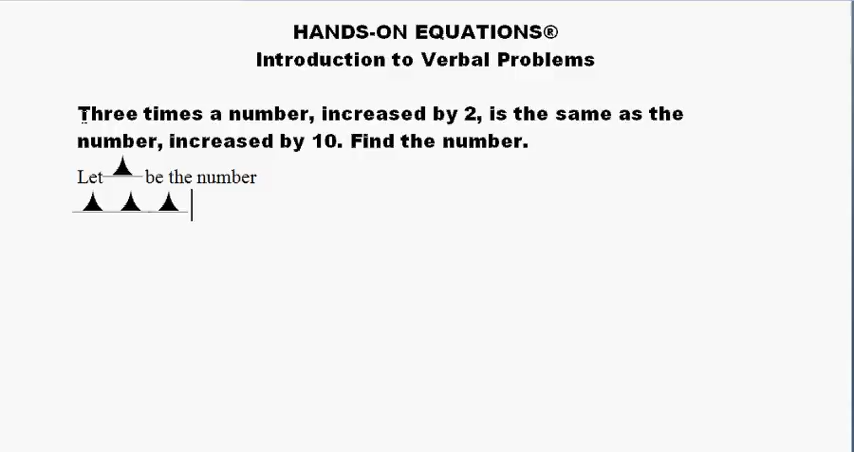 HANDS-ON EQUATIONS®
Introduction to Verbal Problems
Three times a number, increased by 2, is the same as the
number, increased by 10. Find the number.
Let be the number